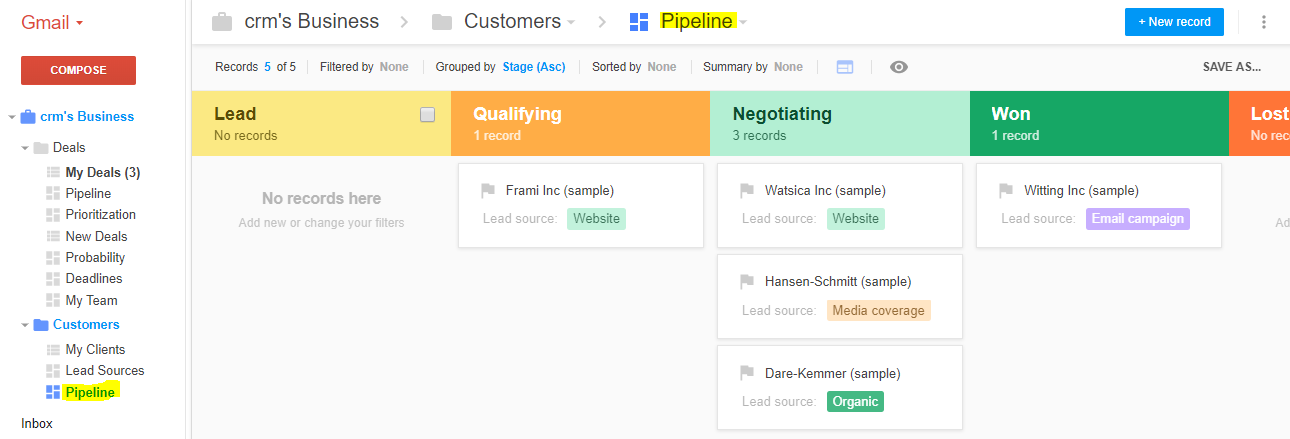 Gmail
COMPOSE
crm's Business
Deals
My Deals (3)
Pipeline
Prioritization
New Deals
Probability
Deadlines
My Team
Customers
My Clients
Lead Sources
Pipeline
Inbox
crm's Business Customers Pipeline + New record
Records 5 of 5 Filtered by None Grouped by Stage (Asc) Sorted by None Summary by None SAVE AS...
Lead
No records
No records here
Add new or change your filters
Qualifying
1 record
Frami Inc (sample)
Lead source: Website
Negotiating
3 records
Watsica Inc (sample)
Lead source: Website
Hansen-Schmitt (sample)
Lead source: Media coverage
Dare-Kemmer (sample)
Lead source: Organic
Won
1 record
Witting Inc (sample)
Lead source: Email campaign
Lost
No rec
Ad